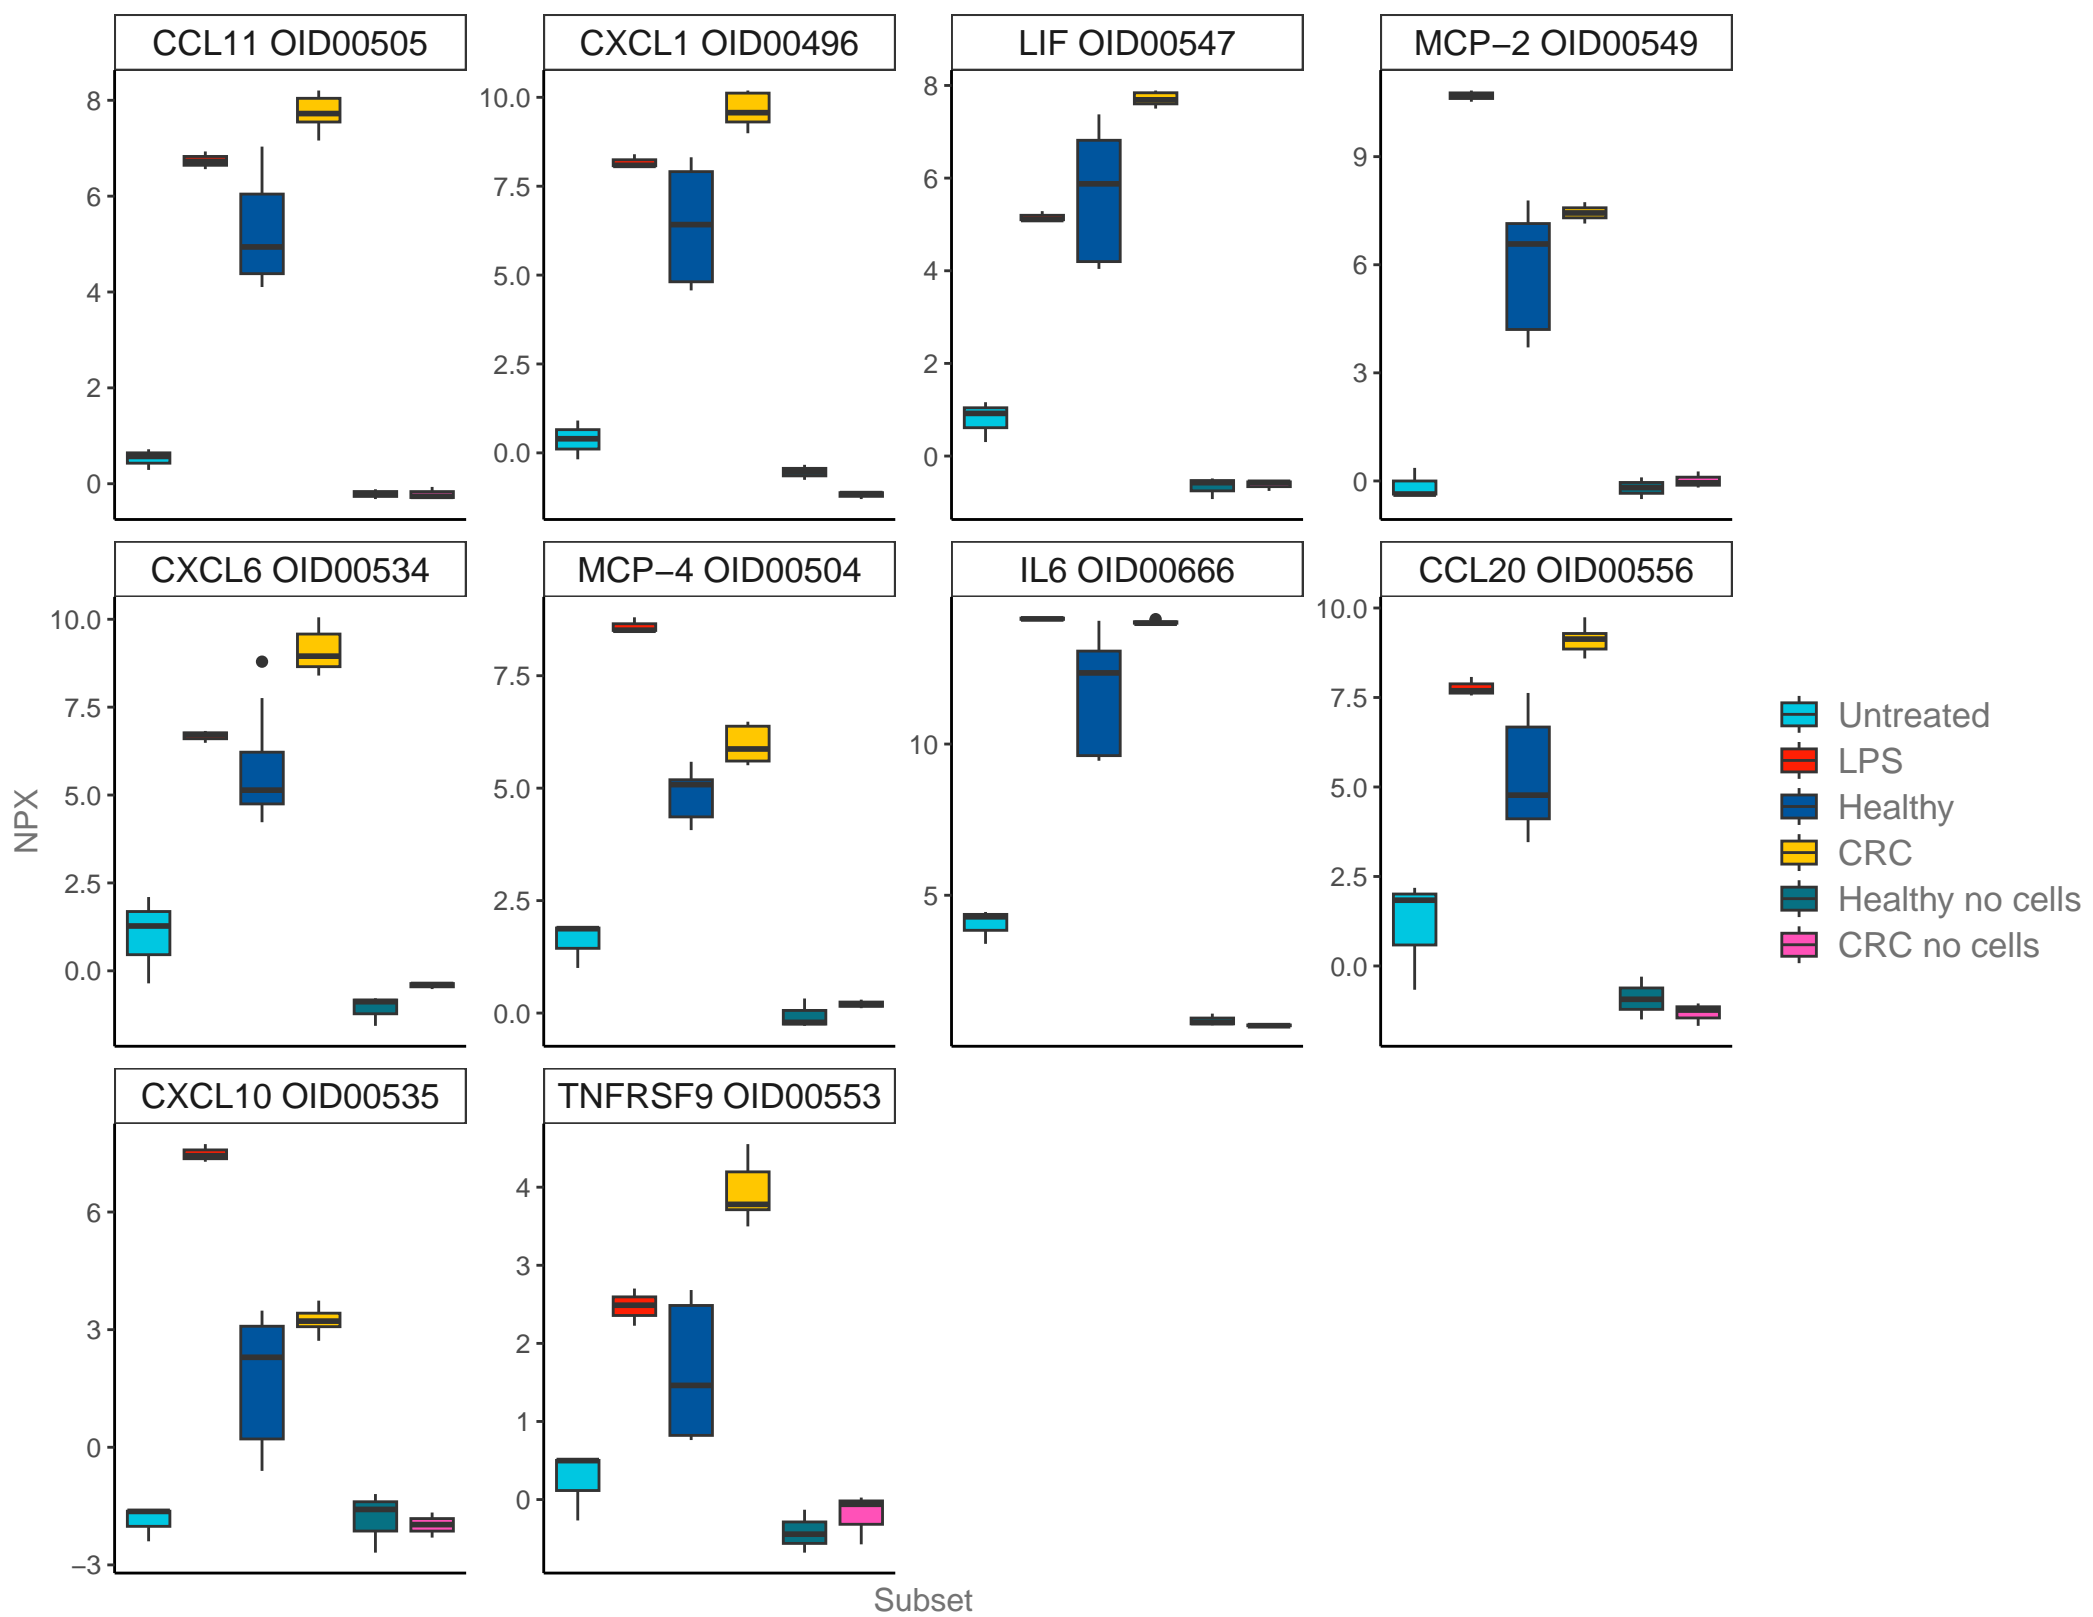 CCL11 OID00505
CXCL1 OID00496
LIF OID00547
MCP−2 OID00549
8
6
4
2
0
10.0
7.5
5.0
2.5
0.0
8
6
4
2
0
9
6
3
0
CXCL6 OID00534
MCP−4 OID00504
IL6 OID00666
CCL20 OID00556
10.0
7.5
5.0
2.5
0.0
7.5
5.0
2.5
0.0
10
5
10.0
7.5
5.0
2.5
0.0
CXCL10 OID00535
TNFRSF9 OID00553
6
3
0
−3
4
3
2
1
0
NPX
Subset
Untreated
LPS
Healthy
CRC
Healthy no cells
CRC no cells